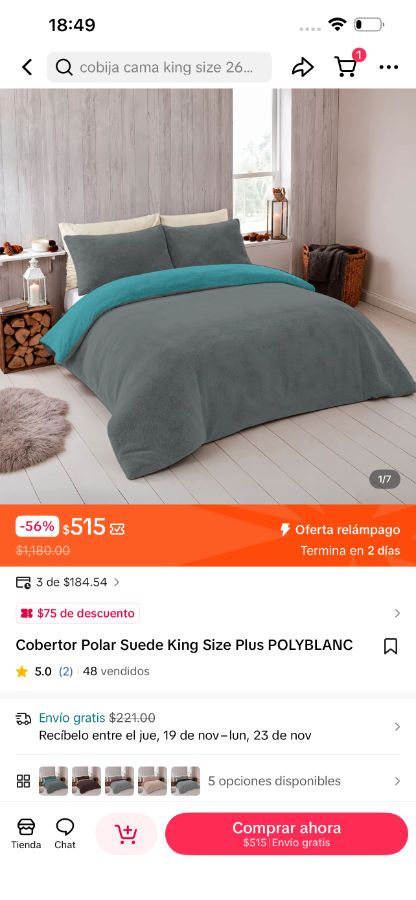 18:49
cobija cama king size 26...
1
1/7
-56% $515
Oferta relámpago
$1,180.00
Termina en 2 días
3 de $184.54
$75 de descuento
Cobertor Polar Suede King Size Plus POLYBLANC
5.0 (2) 48 vendidos
Envío gratis $221.00
Recíbelo entre el jue, 19 de nov–lun, 23 de nov
5 opciones disponibles
Tienda
Chat
Comprar ahora
$515 | Envío gratis